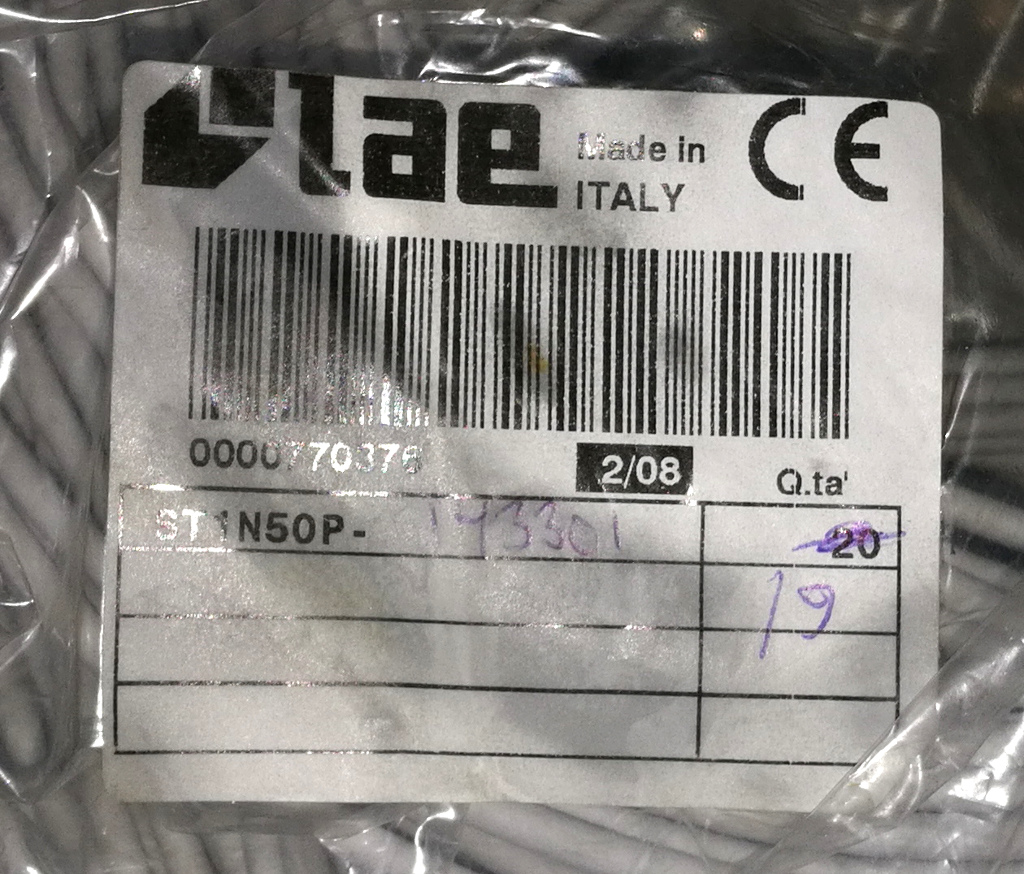 lae
Made in
ITALY
CE
0000770376
2/08
Q.ta'
ST1N50P- 143301
20
19